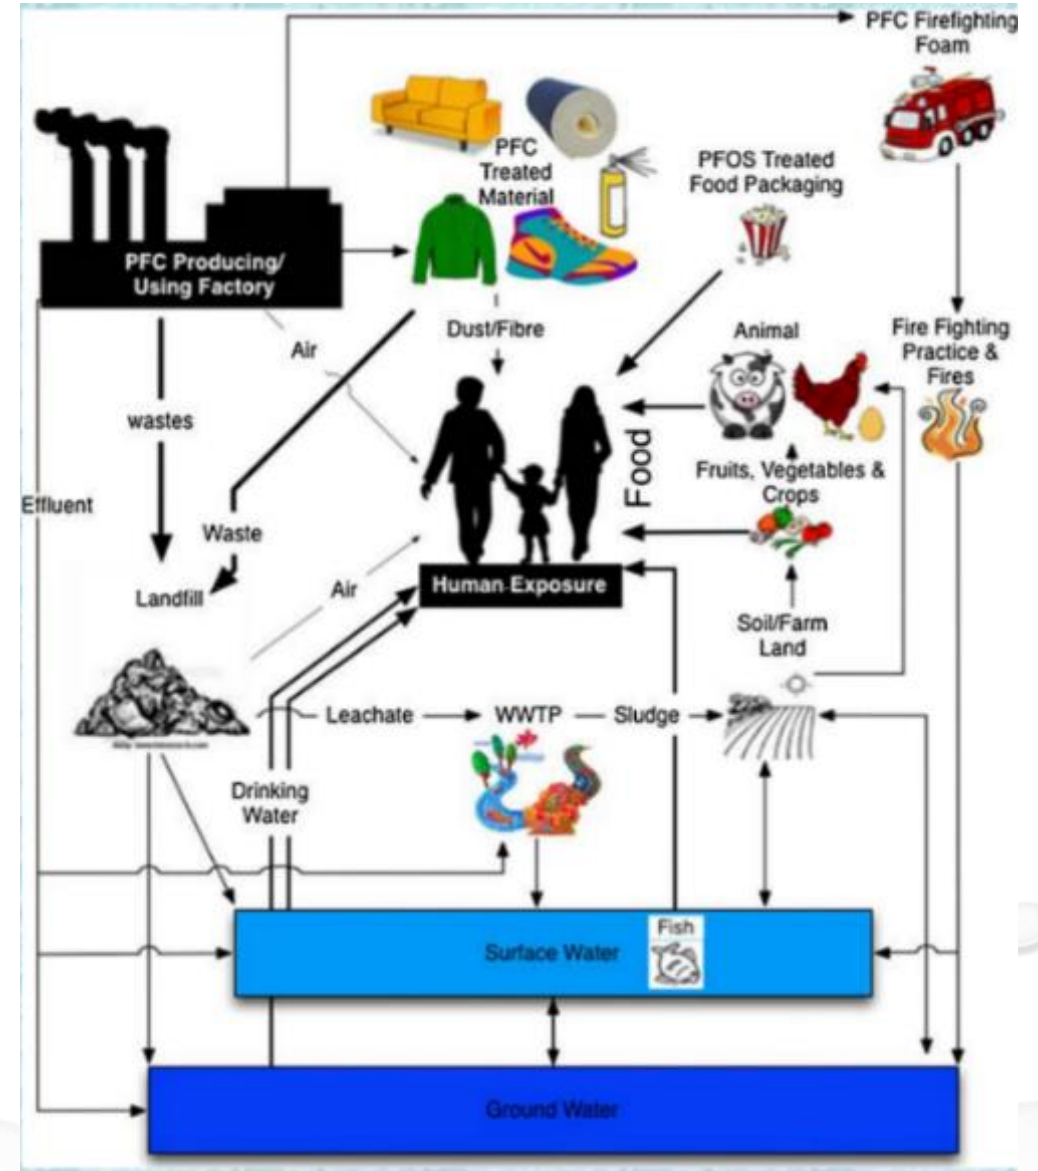 PFC Firefighting
Foam
PFC
Treated
Material
PFOS Treated
Food Packaging
PFC Producing/
Using Factory
Dust/Fibre
Air
Animal
Fire Fighting
Practice &
Fires
wastes
Food
Fruits, Vegetables &
Crops
Effluent
Waste
Landfill
Air
Human Exposure
Soil/Farm
Land
Leachate
WWTP
Sludge
Drinking
Water
Fish
Surface Water
Ground Water